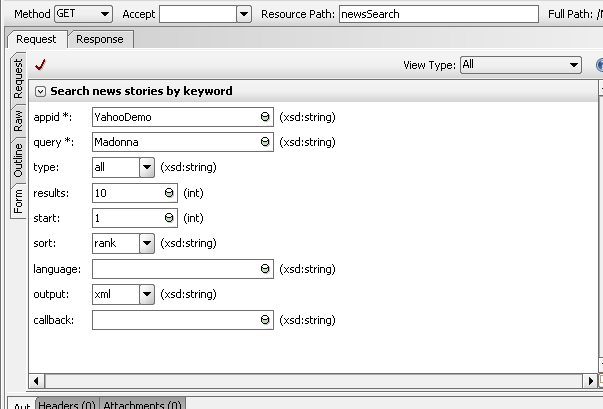 Method GET Accept Resource Path: newsSearch Full Path: /N
Request Response
View Type: All
Search news stories by keyword
appid *: YahooDemo (xsd:string)
query *: Madonna (xsd:string)
type: all (xsd:string)
results: 10 (int)
start: 1 (int)
sort: rank (xsd:string)
language: (xsd:string)
output: xml (xsd:string)
callback: (xsd:string)
Request
Raw
Outline
Form
Aut Headers (0) Attachments (0)